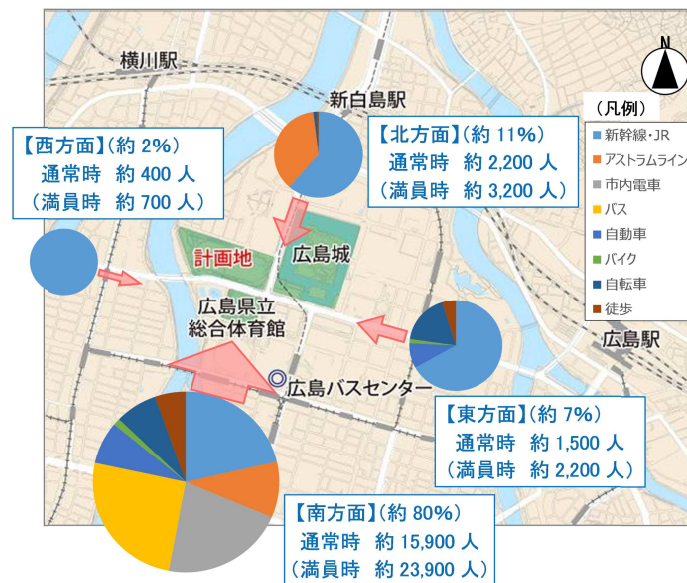 N
横川駅
新白島駅
（凡例）
新幹線・JR
アストラムライン
市内電車
バス
自動車
バイク
自転車
徒歩
【西方面】(約 2%)
通常時 約 400 人
(満員時 約 700 人)
【北方面】(約 11%)
通常時 約 2,200 人
(満員時 約 3,200 人)
計画地
広島城
広島県立
総合体育館
広島駅
広島バスセンター
【東方面】(約 7%)
通常時 約 1,500 人
(満員時 約 2,200 人)
【南方面】(約 80%)
通常時 約 15,900 人
(満員時 約 23,900 人)